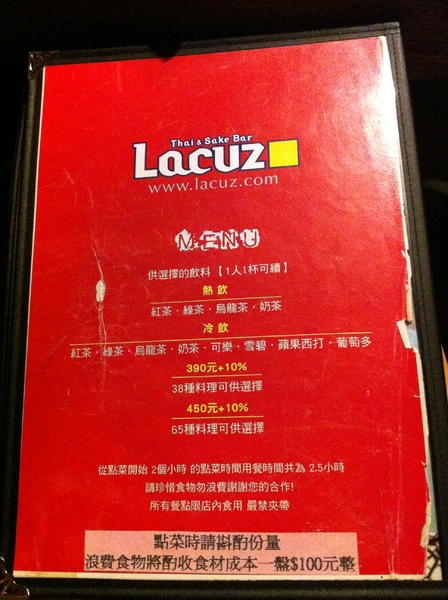 Thai & Sake Bar
Lacuz
www.lacuz.com
MENU
供選擇的飲料【1人1杯可續】
熱飲
紅茶‧綠茶‧烏龍茶‧奶茶
冷飲
紅茶‧綠茶、烏龍茶‧奶茶‧可樂‧雪碧‧蘋果西打‧葡萄多
390元+10%
38種料理可供選擇
450元+10%
65種料理可供選擇
從點菜開始 2個小時 的點菜時間用餐時間共為 2.5小時
請珍惜食物勿浪費謝謝您的合作!
所有餐點限店內食用 嚴禁夾帶
點菜時請斟酌份量
浪費食物將酌收食材成本一盤$100元整